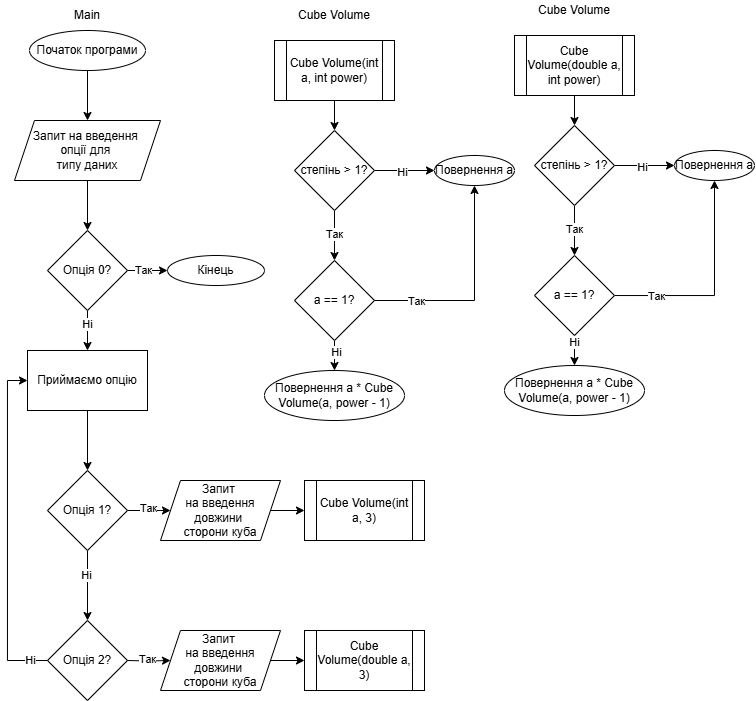 Main
Початок програми
Запит на введення
опції для
типу даних
Опція 0?
Так
Кінець
Ні
Приймаємо опцію
Опція 1?
Так
Запит
на введення
довжини
сторони куба
Cube Volume(int
a, 3)
Ні
Опція 2?
Ні
Так
Запит
на введення
довжини
сторони куба
Cube
Volume(double a,
3)
Cube Volume
Cube Volume(int
a, int power)
степінь > 1?
Ні
Повернення a
Так
a == 1?
Так
Ні
Повернення a * Cube
Volume(a, power - 1)
Cube Volume
Cube
Volume(double a,
int power)
степінь > 1?
Ні
Повернення a
Так
a == 1?
Так
Ні
Повернення a * Cube
Volume(a, power - 1)